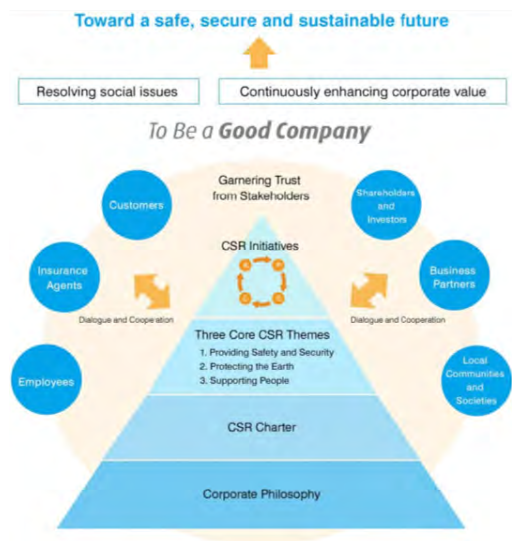 Toward a safe, secure and sustainable future
Resolving social issues
Continuously enhancing corporate value
To Be a Good Company
Garnering Trust
from Stakeholders
Customers
Shareholders
and
Investors
CSR Initiatives
Insurance
Agents
Business
Partners
Dialogue and Cooperation
Dialogue and Cooperation
Three Core CSR Themes
1. Providing Safety and Security
2. Protecting the Earth
3. Supporting People
Employees
Local
Communities
and
Societies
CSR Charter
Corporate Philosophy